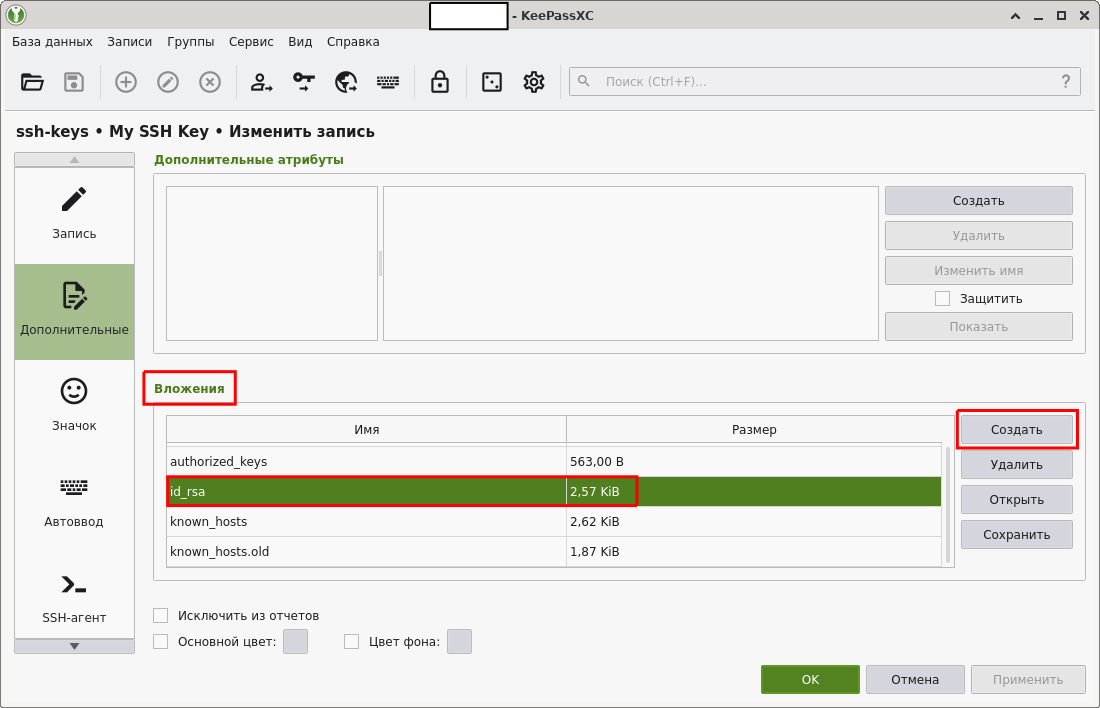 - KeePassXC
База данных Записи Группы Сервис Вид Справка
Поиск (Ctrl+F)...
?
ssh-keys • My SSH Key • Изменить запись
Запись
Дополнительные
Значок
Автоввод
SSH-агент
Дополнительные атрибуты
Создать
Удалить
Изменить имя
Защитить
Показать
Вложения
Имя Размер
authorized_keys 563,00 B
id_rsa 2,57 KiB
known_hosts 2,62 KiB
known_hosts.old 1,87 KiB
Создать
Удалить
Открыть
Сохранить
Исключить из отчетов
Основной цвет: Цвет фона:
OK Отмена Применить